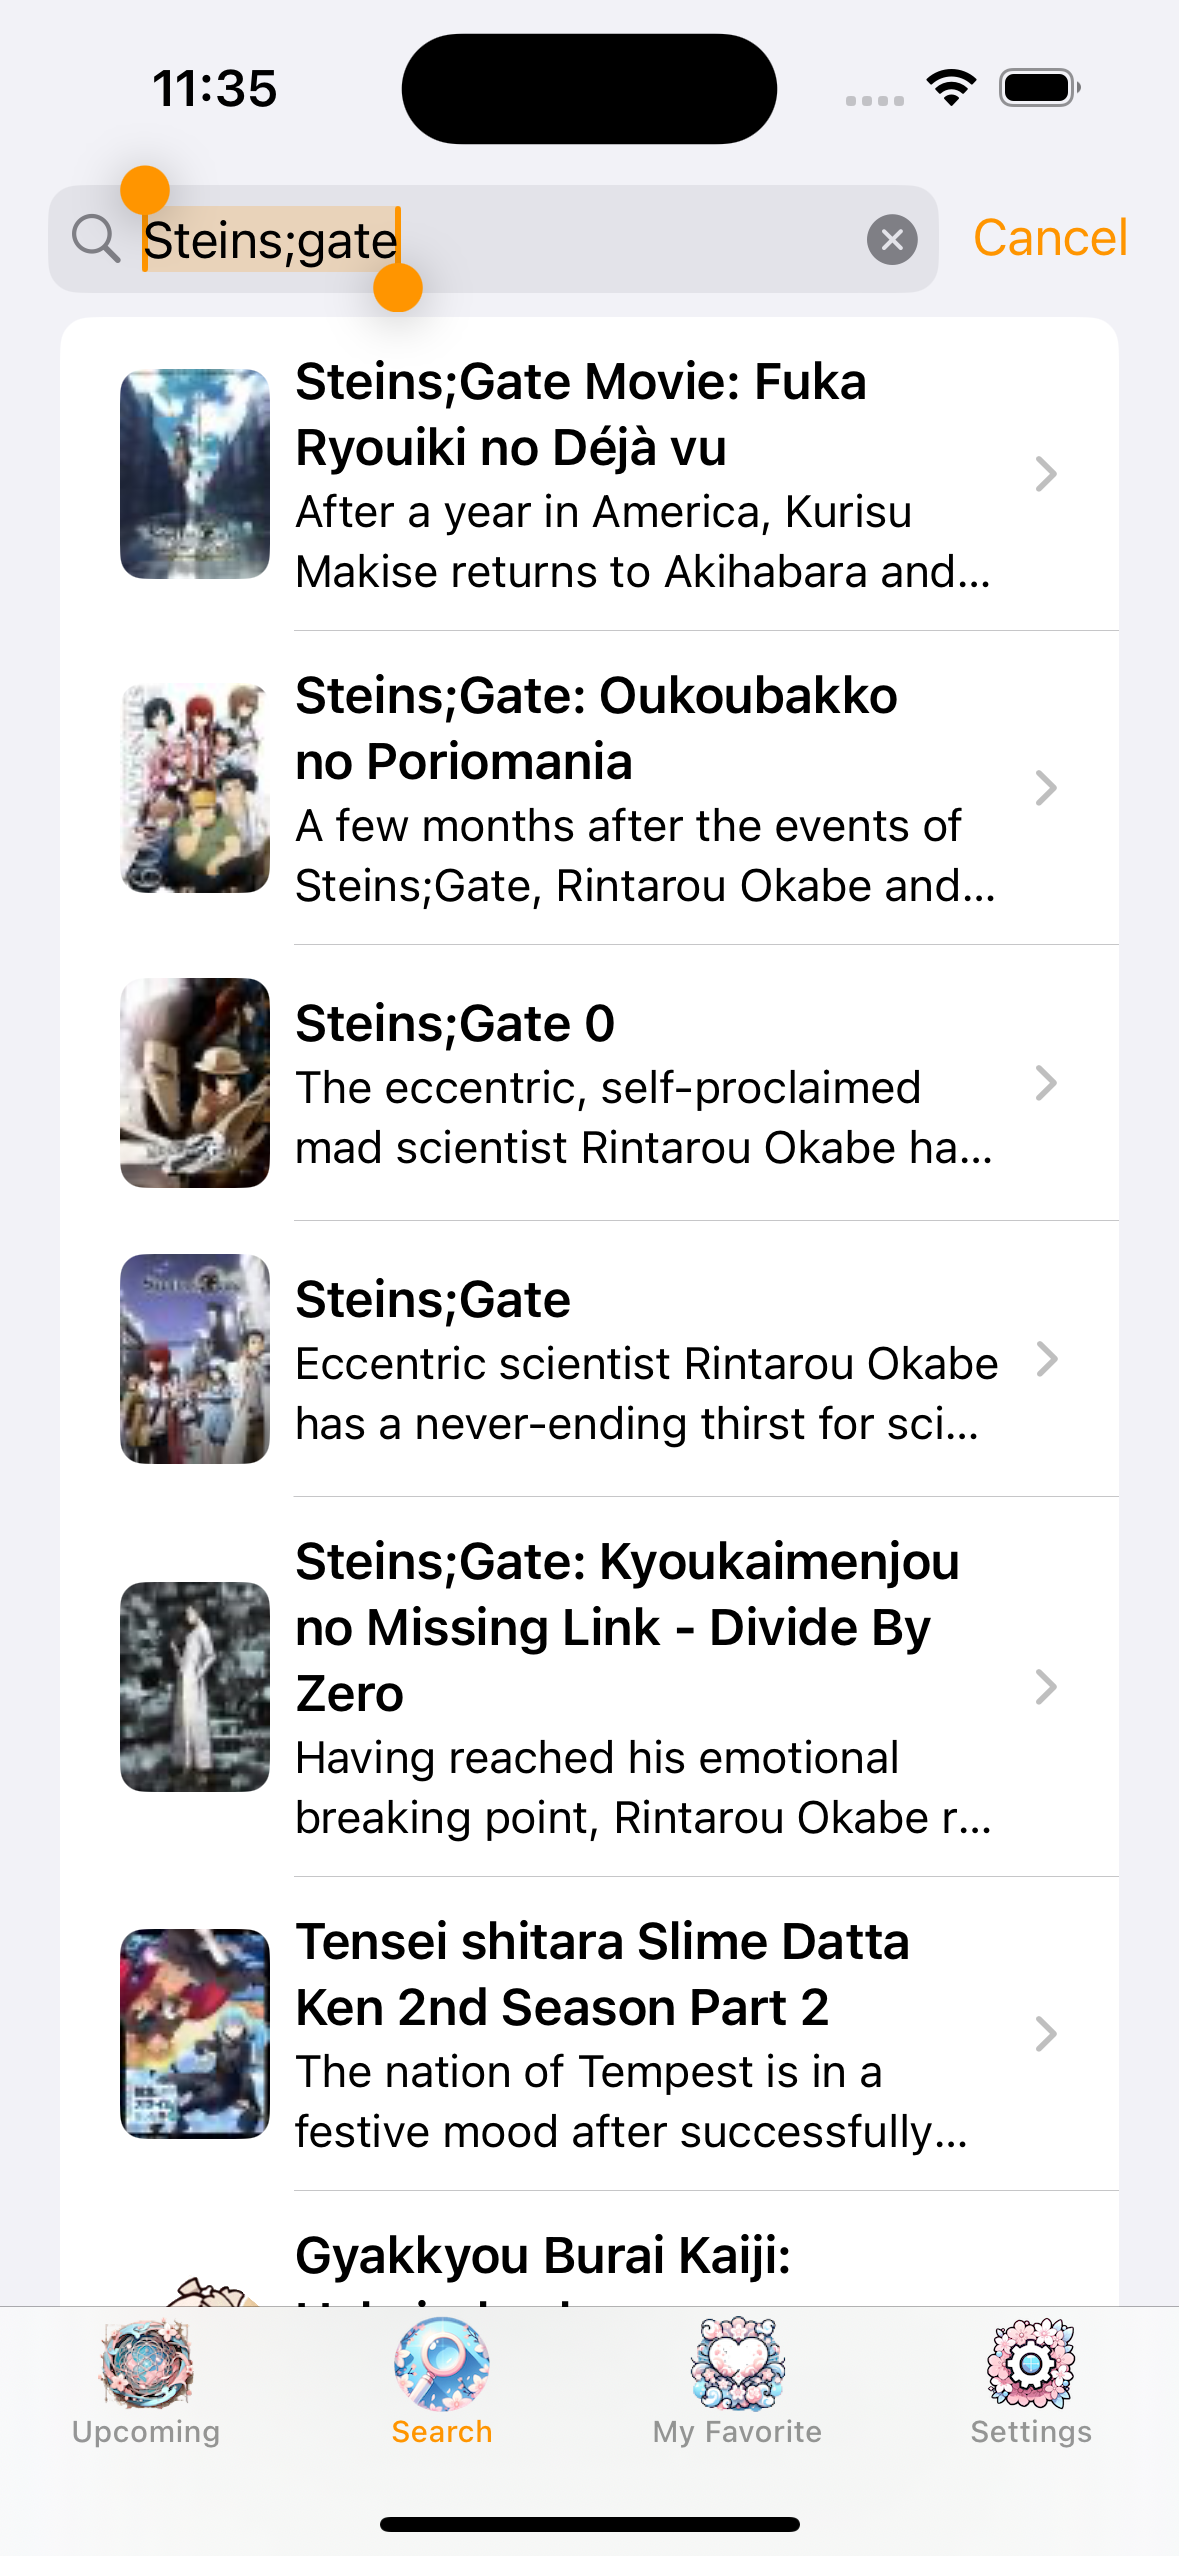 11:35
Steins;gate
Cancel
Steins;Gate Movie: Fuka
Ryouiki no Déjà vu
After a year in America, Kurisu
Makise returns to Akihabara and...
Steins;Gate: Oukoubakko
no Poriomania
A few months after the events of
Steins;Gate, Rintarou Okabe and...
Steins;Gate 0
The eccentric, self-proclaimed
mad scientist Rintarou Okabe ha...
Steins;Gate
Eccentric scientist Rintarou Okabe
has a never-ending thirst for sci...
Steins;Gate: Kyoukaimenjou
no Missing Link - Divide By
Zero
Having reached his emotional
breaking point, Rintarou Okabe r...
Tensei shitara Slime Datta
Ken 2nd Season Part 2
The nation of Tempest is in a
festive mood after successfully...
Gyakkyou Burai Kaiji:
Upcoming
Search
My Favorite
Settings